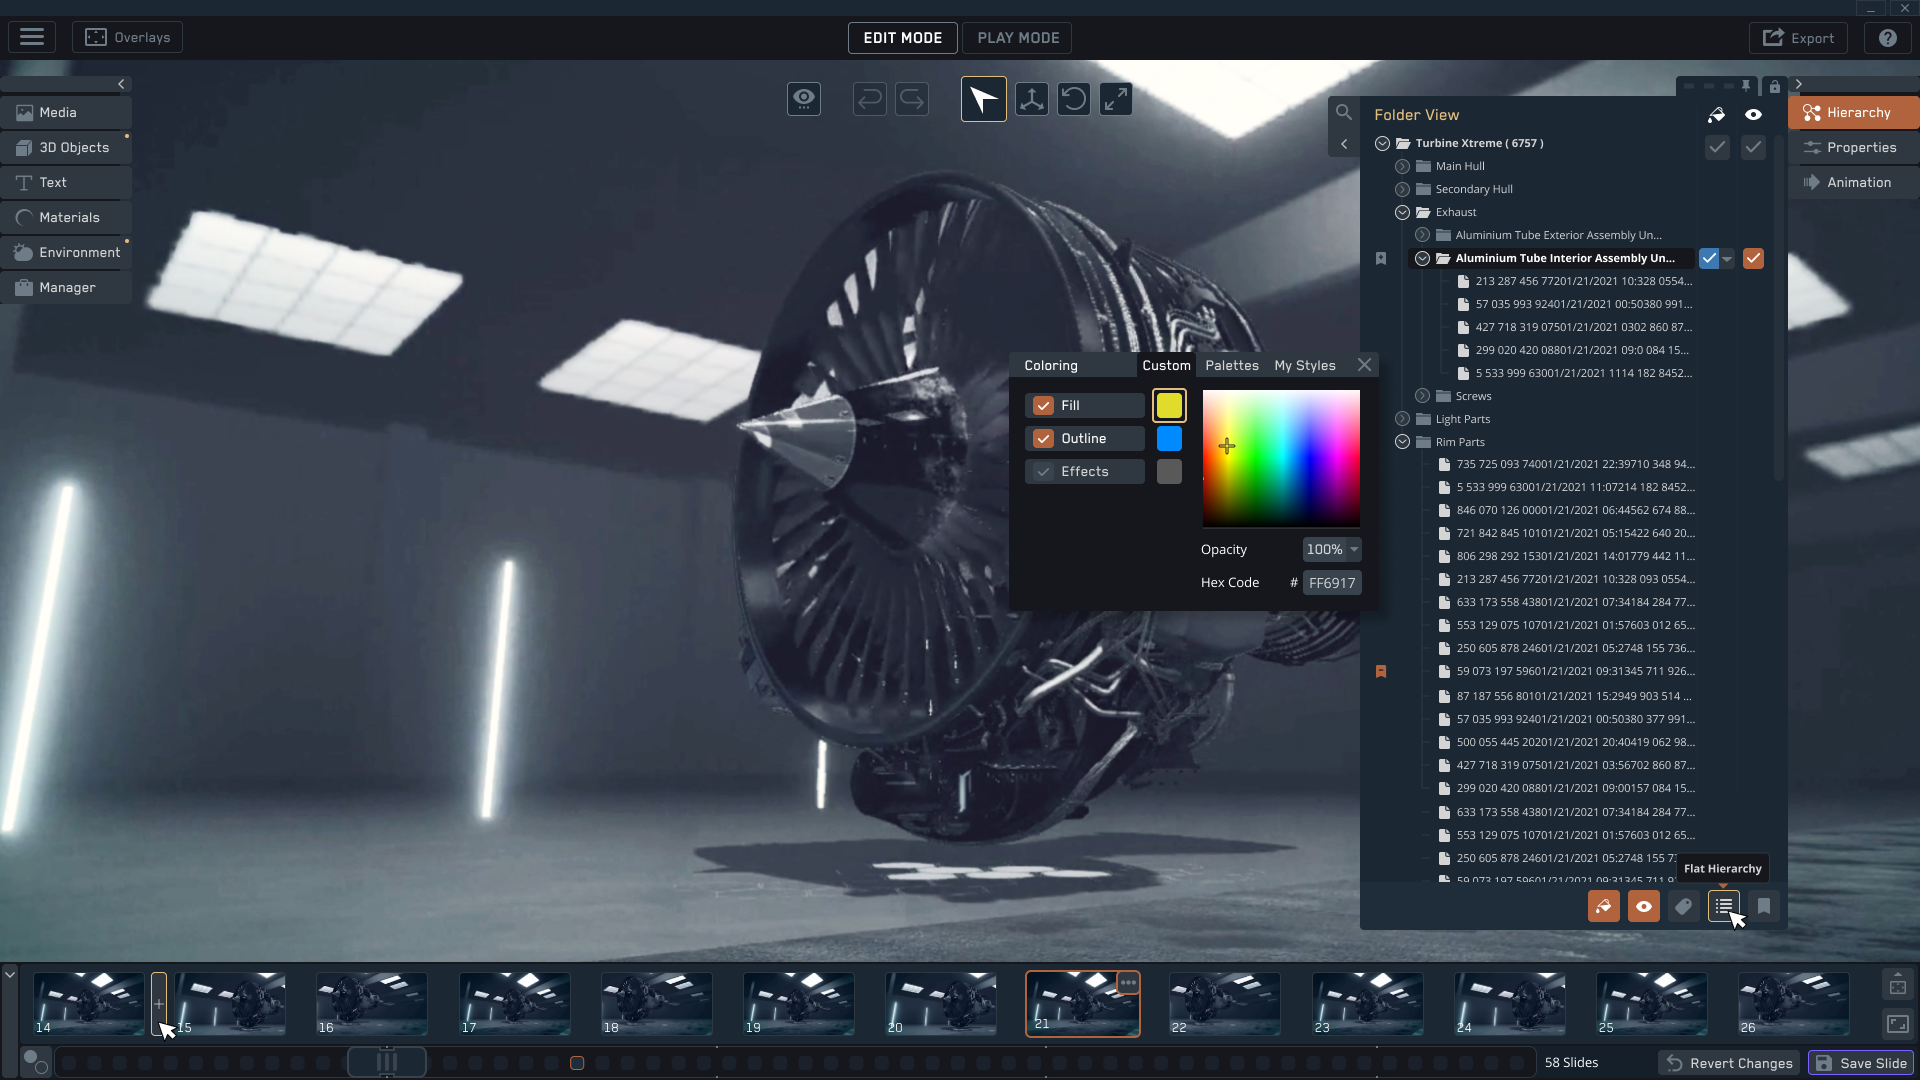 Overlays
EDIT MODE
PLAY MODE
Export
Media
3D Objects
Text
Materials
Environment
Manager
Folder View
Turbine Xtreme ( 6757 )
Main Hull
Secondary Hull
Exhaust
Aluminium Tube Exterior Assembly Un...
Aluminium Tube Interior Assembly Un...
213 287 456 77201/21/2021 10:328 0554...
57 035 993 92401/21/2021 00:50380 991...
427 718 319 07501/21/2021 0302 860 87...
299 020 420 08801/21/2021 09:0 084 15...
5 533 999 63001/21/2021 1114 182 8452...
Screws
Light Parts
Rim Parts
735 725 093 74001/21/2021 22:39710 348 94...
5 533 999 63001/21/2021 11:07214 182 8452...
846 070 126 00001/21/2021 06:44562 674 88...
721 842 845 10101/21/2021 05:15422 640 20...
806 298 292 15301/21/2021 14:01779 442 11...
213 287 456 77201/21/2021 10:328 093 0554...
633 173 558 43801/21/2021 07:34184 284 77...
553 129 075 10701/21/2021 01:57603 012 65...
250 605 878 24601/21/2021 05:2748 155 736...
59 073 197 59601/21/2021 09:31345 711 926...
87 187 556 80101/21/2021 15:2949 903 514 ...
57 035 993 92401/21/2021 00:50380 377 991...
500 055 445 20201/21/2021 20:40419 062 98...
427 718 319 07501/21/2021 03:56702 860 87...
299 020 420 08801/21/2021 09:00157 084 15...
633 173 558 43801/21/2021 07:34184 284 77...
553 129 075 10701/21/2021 01:57603 012 65...
250 605 878 24601/21/2021 05:2748 155 73
59 073 197 59601/21/2021 09:31345 711 9
Flat Hierarchy
Hierarchy
Properties
Animation
Coloring
Custom
Palettes
My Styles
Fill
Outline
Effects
Opacity
100%
Hex Code
# FF6917
14
15
16
17
18
19
20
21
22
23
24
25
26
58 Slides
Revert Changes
Save Slide